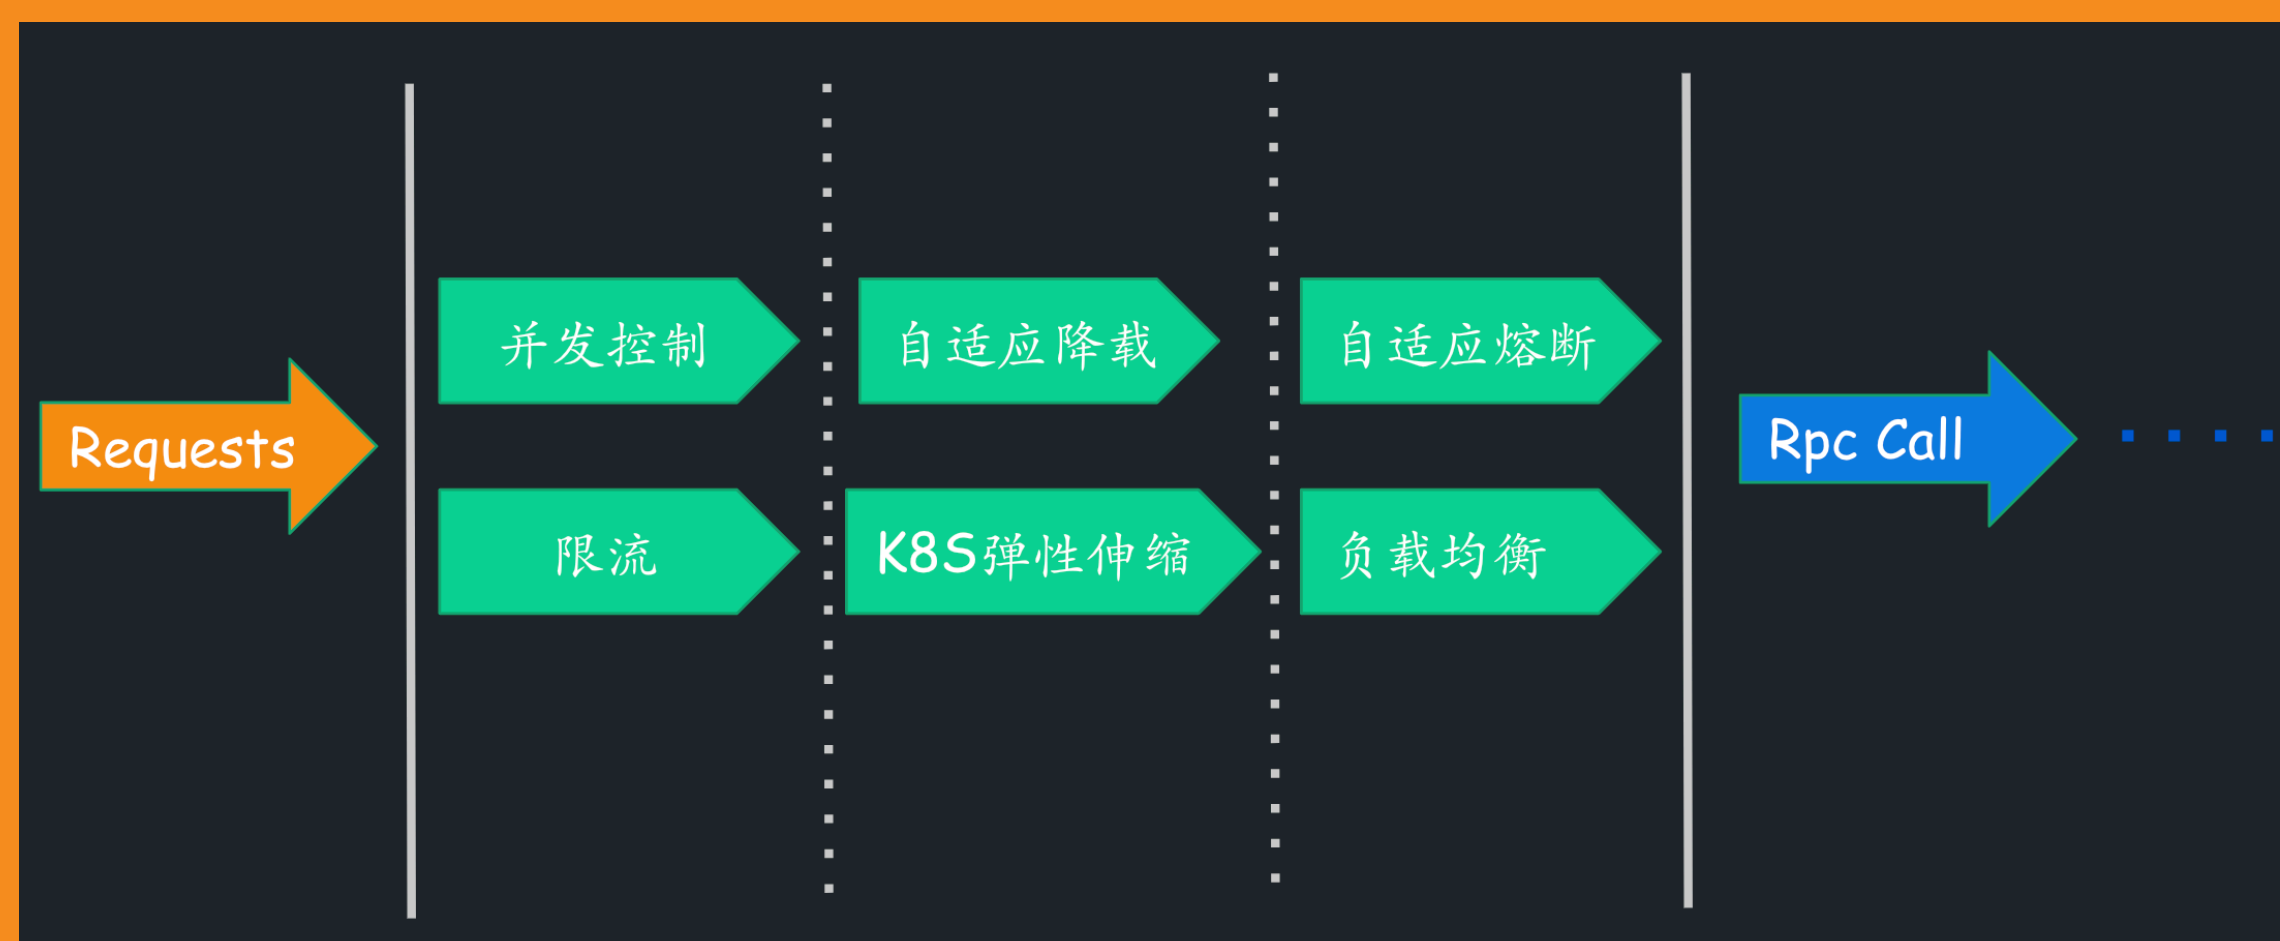 Requests
并发控制
限流
自适应降载
K8S弹性伸缩
自适应熔断
负载均衡
Rpc Call